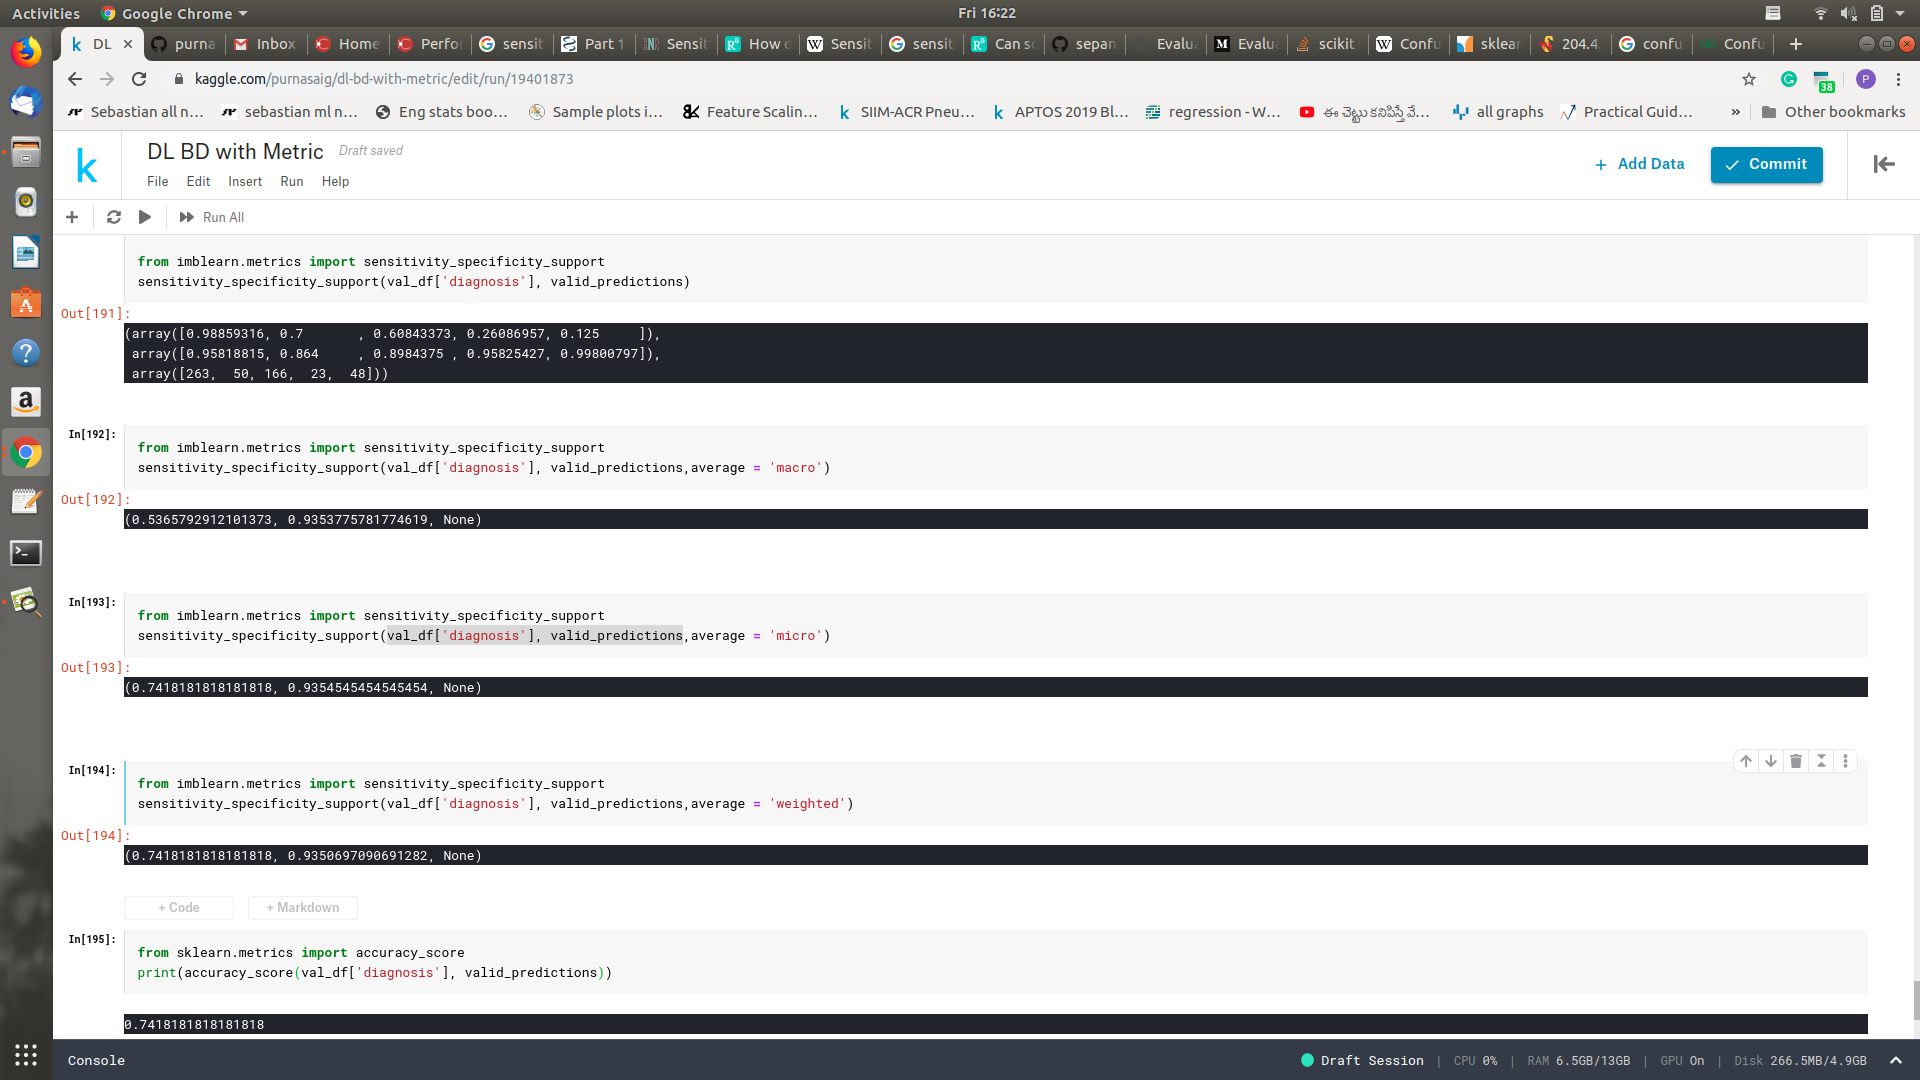 Activities Google Chrome Fri 16:22
DL purna Inbox Home Perfor sensit Part 1 Sensit How d Sensit sensit Can so separ Evalua Evalua scikit Confu sklear 204.4. confu Confu
kaggle.com/purnasaig/dl-bd-with-metric/edit/run/19401873 38 P
Sebastian all n... sebastian ml n... Eng stats boo... Sample plots i... Feature Scalin... SIIM-ACR Pneu... APTOS 2019 Bl... regression - W... ఈ చెట్టు కనిపిస్తే వే... all graphs Practical Guid... » Other bookmarks
k DL BD with Metric Draft saved
+ Add Data Commit
File Edit Insert Run Help
Run All
from imblearn.metrics import sensitivity_specificity_support
sensitivity_specificity_support(val_df['diagnosis'], valid_predictions)
Out[191]:
(array([0.98859316, 0.7       , 0.60843373, 0.26086957, 0.125     ]),
array([0.95818815, 0.864     , 0.8984375 , 0.95825427, 0.99800797]),
array([263,  50, 166,  23,  48]))
In[192]:
from imblearn.metrics import sensitivity_specificity_support
sensitivity_specificity_support(val_df['diagnosis'], valid_predictions,average = 'macro')
Out[192]:
(0.5365792912101373, 0.9353775781774619, None)
In[193]:
from imblearn.metrics import sensitivity_specificity_support
sensitivity_specificity_support(val_df['diagnosis'], valid_predictions,average = 'micro')
Out[193]:
(0.7418181818181818, 0.9354545454545454, None)
In[194]:
from imblearn.metrics import sensitivity_specificity_support
sensitivity_specificity_support(val_df['diagnosis'], valid_predictions,average = 'weighted')
Out[194]:
(0.7418181818181818, 0.9350697090691282, None)
+ Code + Markdown
In[195]:
from sklearn.metrics import accuracy_score
print(accuracy_score(val_df['diagnosis'], valid_predictions))
0.7418181818181818
Console Draft Session | CPU 0% | RAM 6.5GB/13GB | GPU On | Disk 266.5MB/4.9GB